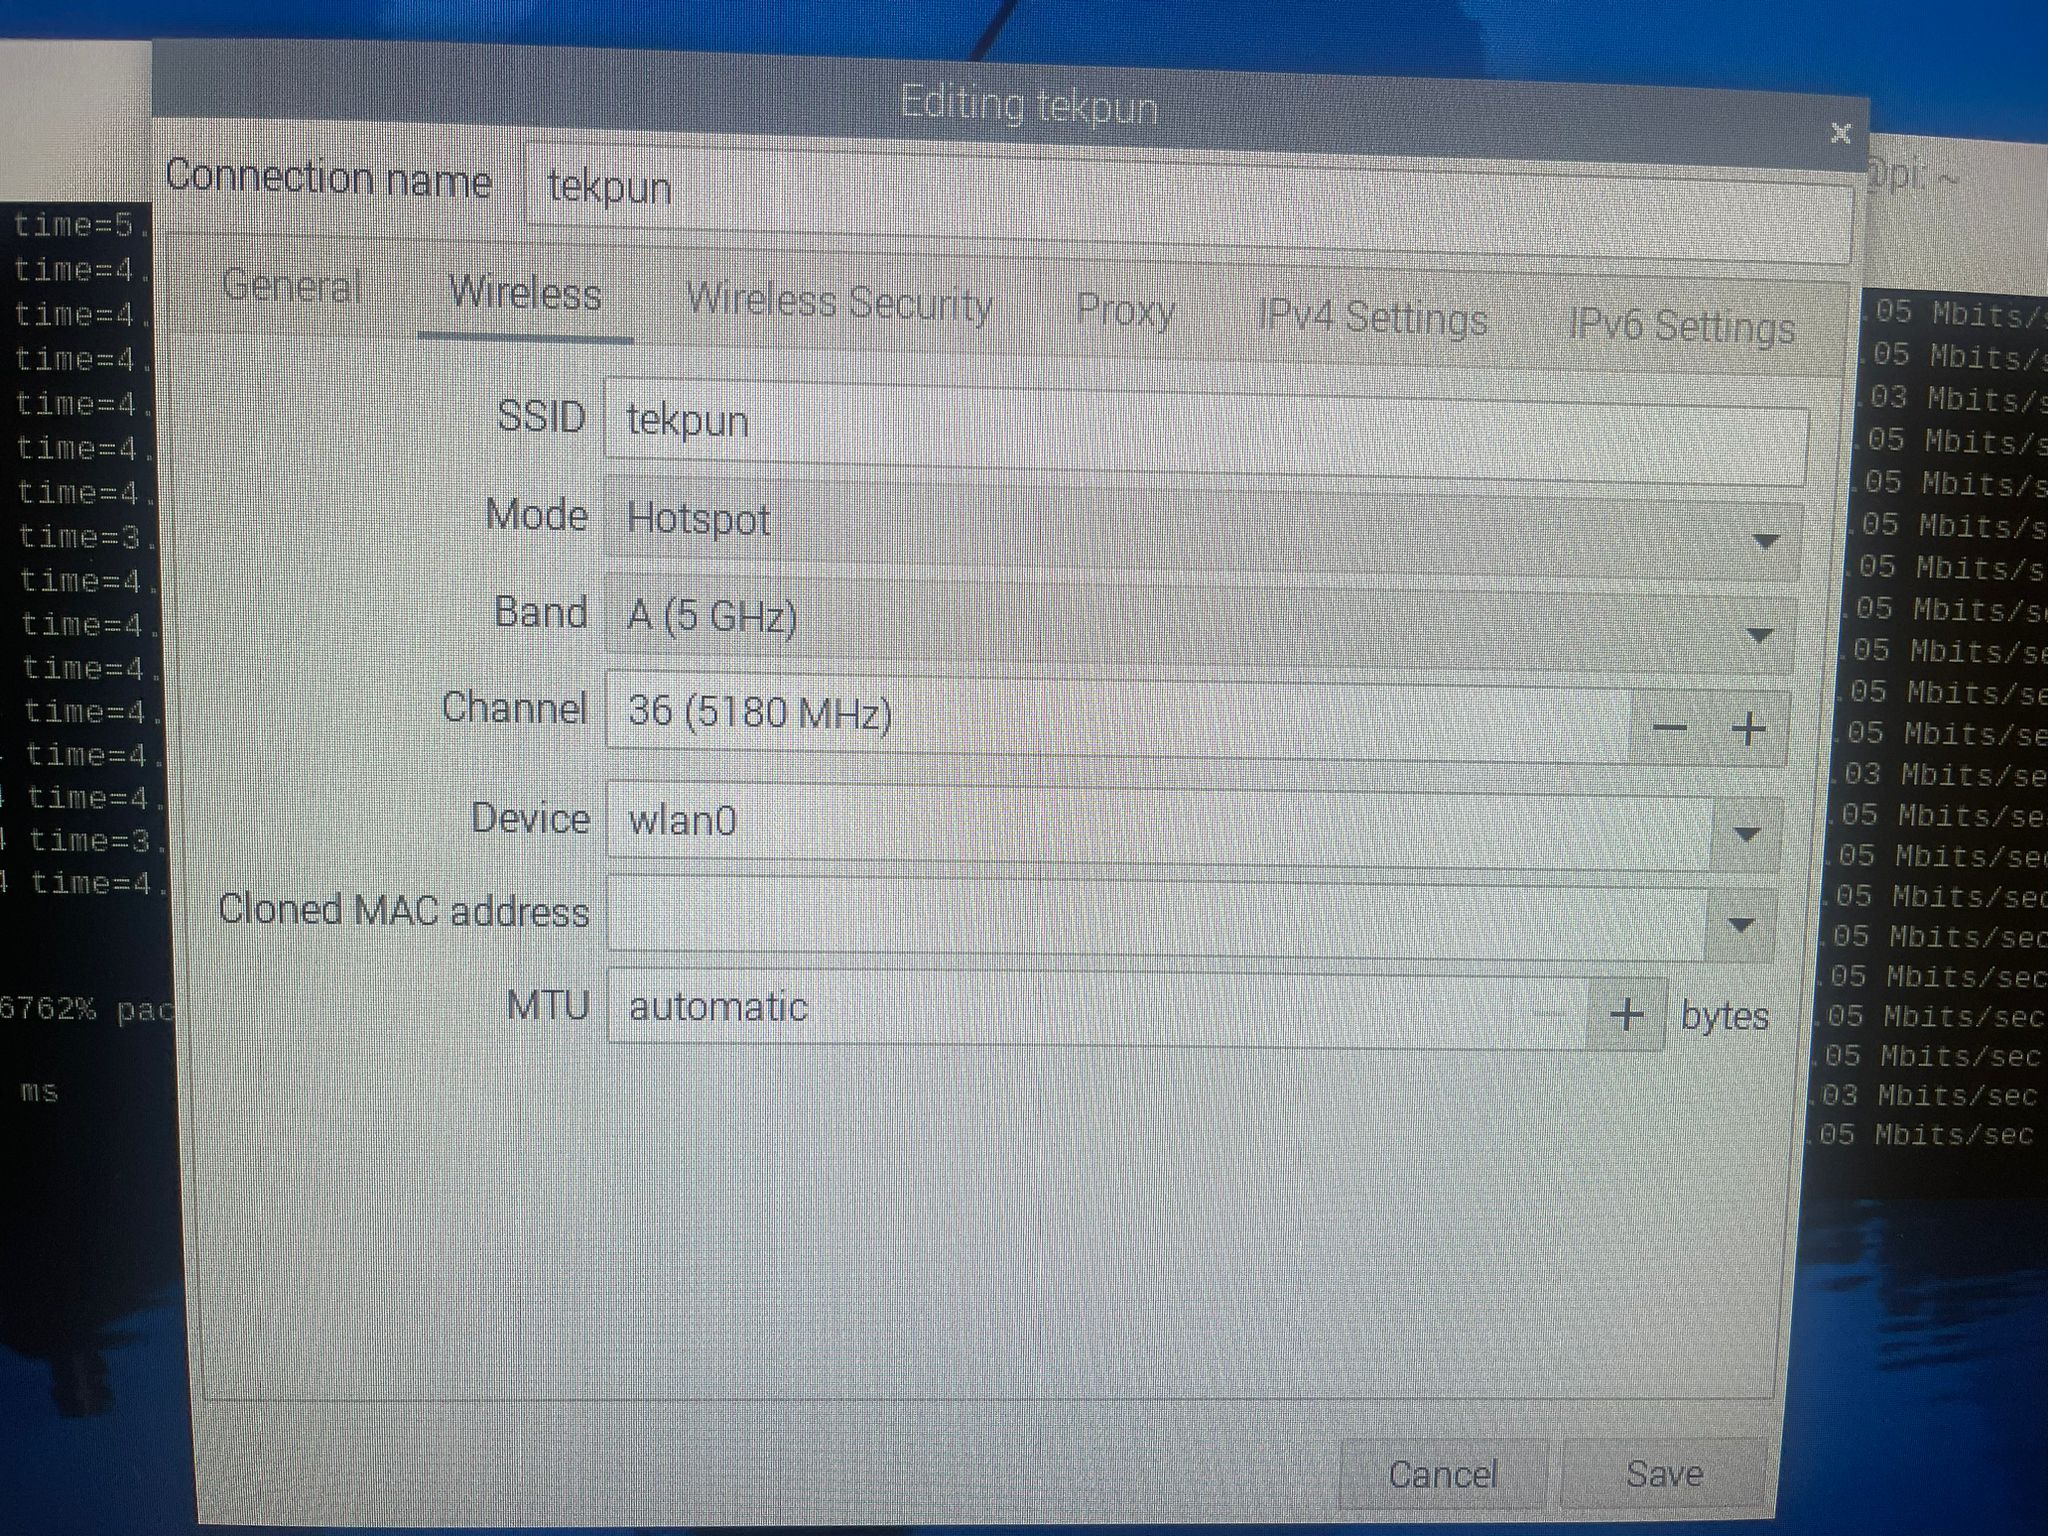 Editing tekpun
x
Connection name tekpun
@pi: ~
General Wireless Wireless Security Proxy IPv4 Settings IPv6 Settings
SSID tekpun
Mode Hotspot
Band A (5 GHz)
Channel 36 (5180 MHz) — +
Device wlan0
Cloned MAC address
MTU automatic + bytes
Cancel Save
time=5.
time=4.
time=4.
time=4.
time=4.
time=4.
time=4.
time=3.
time=4.
time=4.
time=4.
time=4.
time=4.
time=4.
4 time=3.
4 time=4.
6762% pac
ms
.05 Mbits/s
.05 Mbits/s
.03 Mbits/s
.05 Mbits/s
.05 Mbits/s
.05 Mbits/s
.05 Mbits/s
.05 Mbits/s
.05 Mbits/se
.05 Mbits/se
.05 Mbits/se
.03 Mbits/se
.05 Mbits/se
.05 Mbits/sec
.05 Mbits/sec
.05 Mbits/sec
.05 Mbits/sec
.05 Mbits/sec
.05 Mbits/sec
.03 Mbits/sec
.05 Mbits/sec